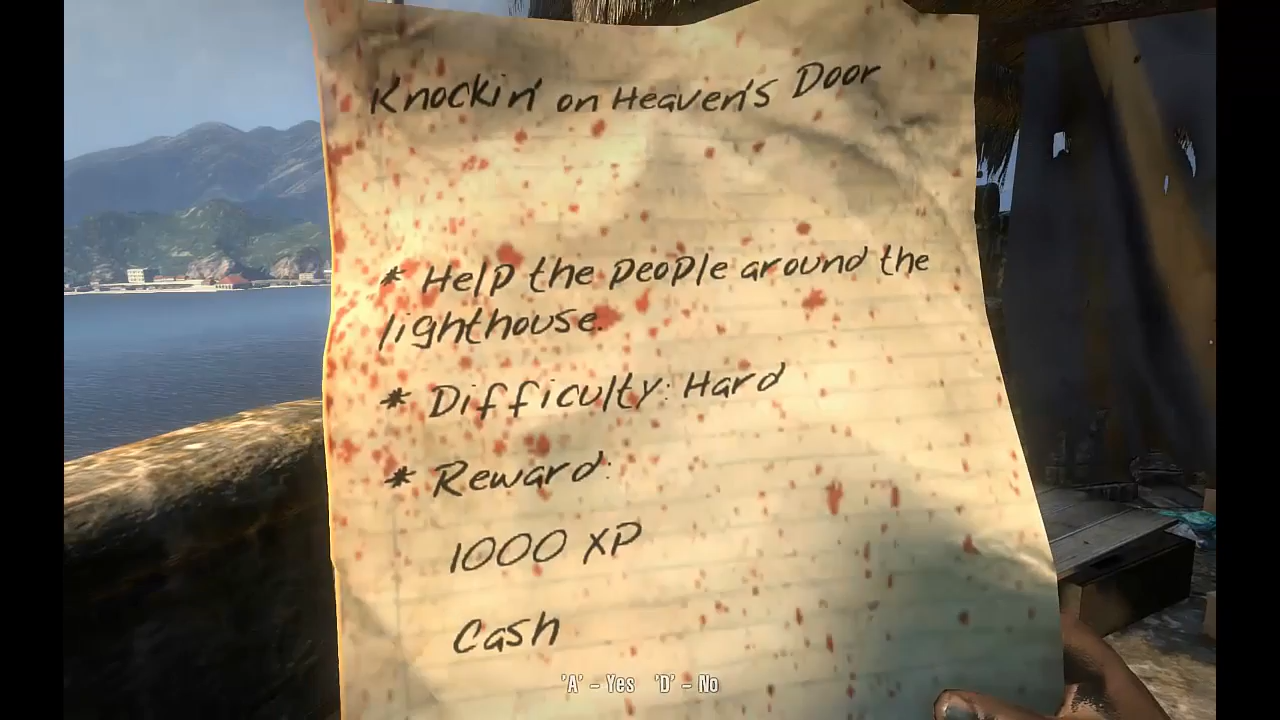 Knockin' on Heaven's Door
* Help the people around the
lighthouse.
* Difficulty: Hard
* Reward:
1000 XP
Cash
'A' - Yes 'D' - No